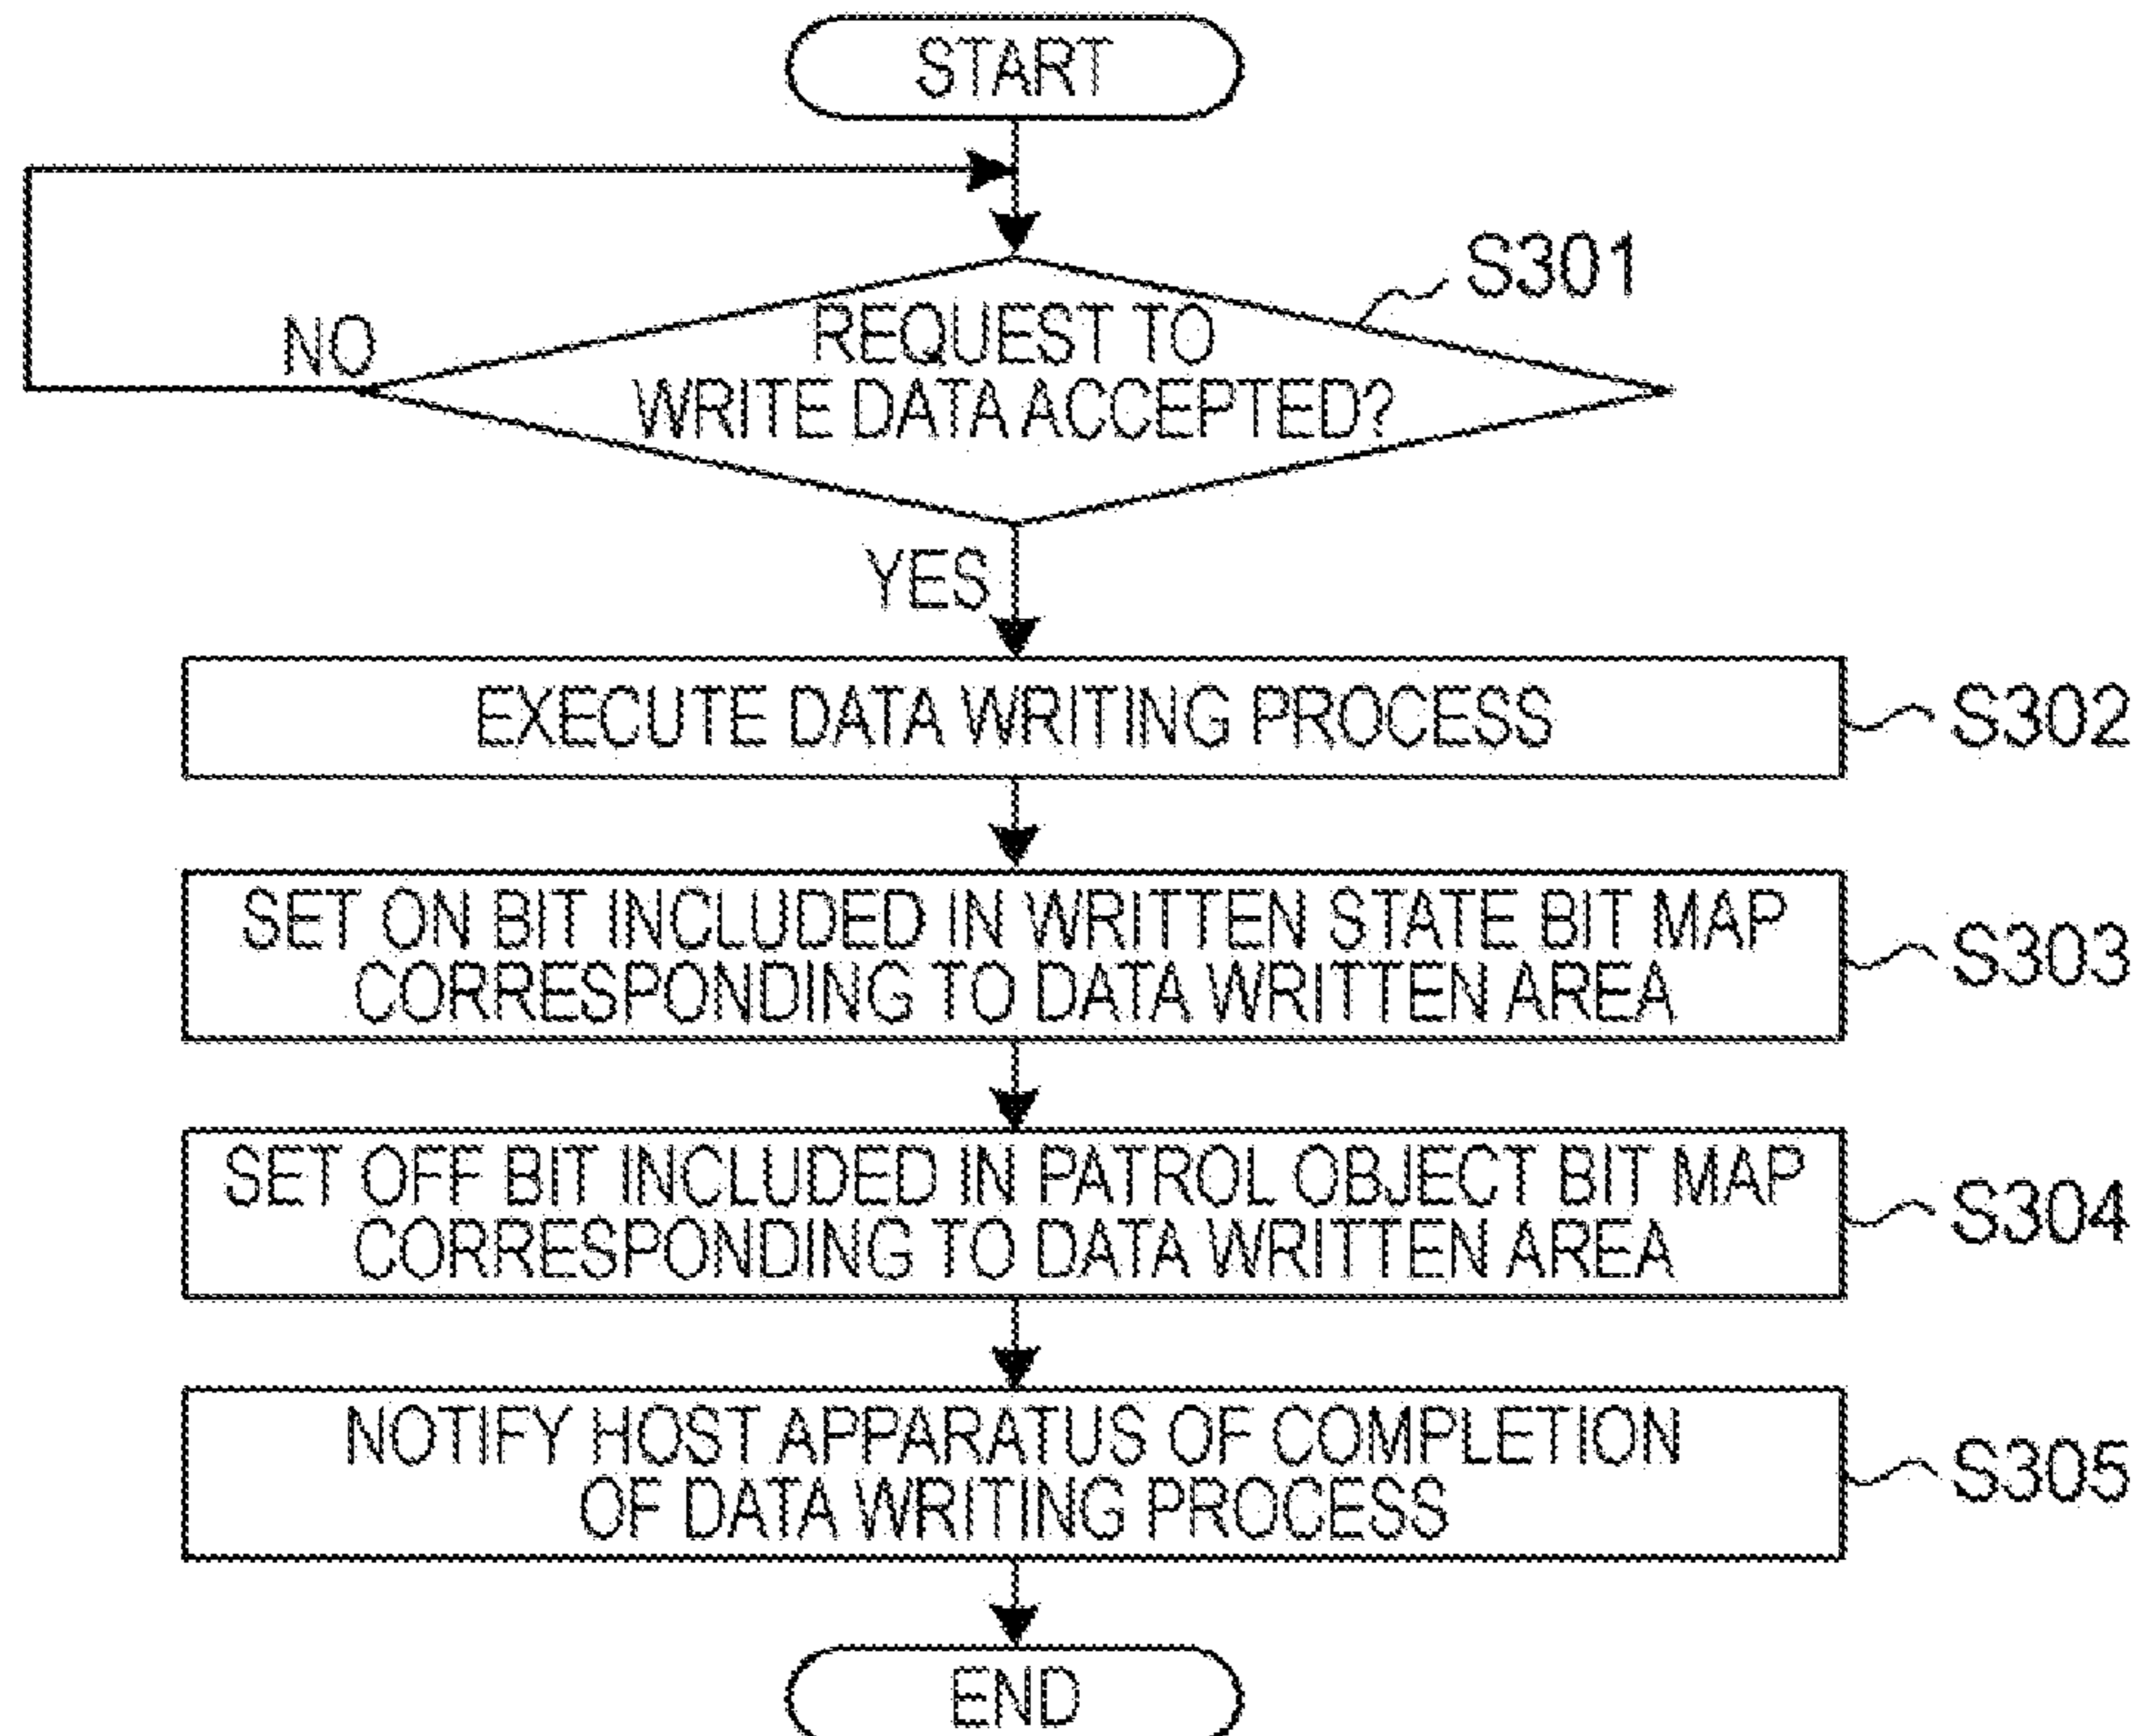 START
S301
NO
REQUEST TO
WRITE DATA ACCEPTED?
YES
EXECUTE DATA WRITING PROCESS
S302
SET ON BIT INCLUDED IN WRITTEN STATE BIT MAP
CORRESPONDING TO DATA WRITTEN AREA
S303
SET OFF BIT INCLUDED IN PATROL OBJECT BIT MAP
CORRESPONDING TO DATA WRITTEN AREA
S304
NOTIFY HOST APPARATUS OF COMPLETION
OF DATA WRITING PROCESS
S305
END